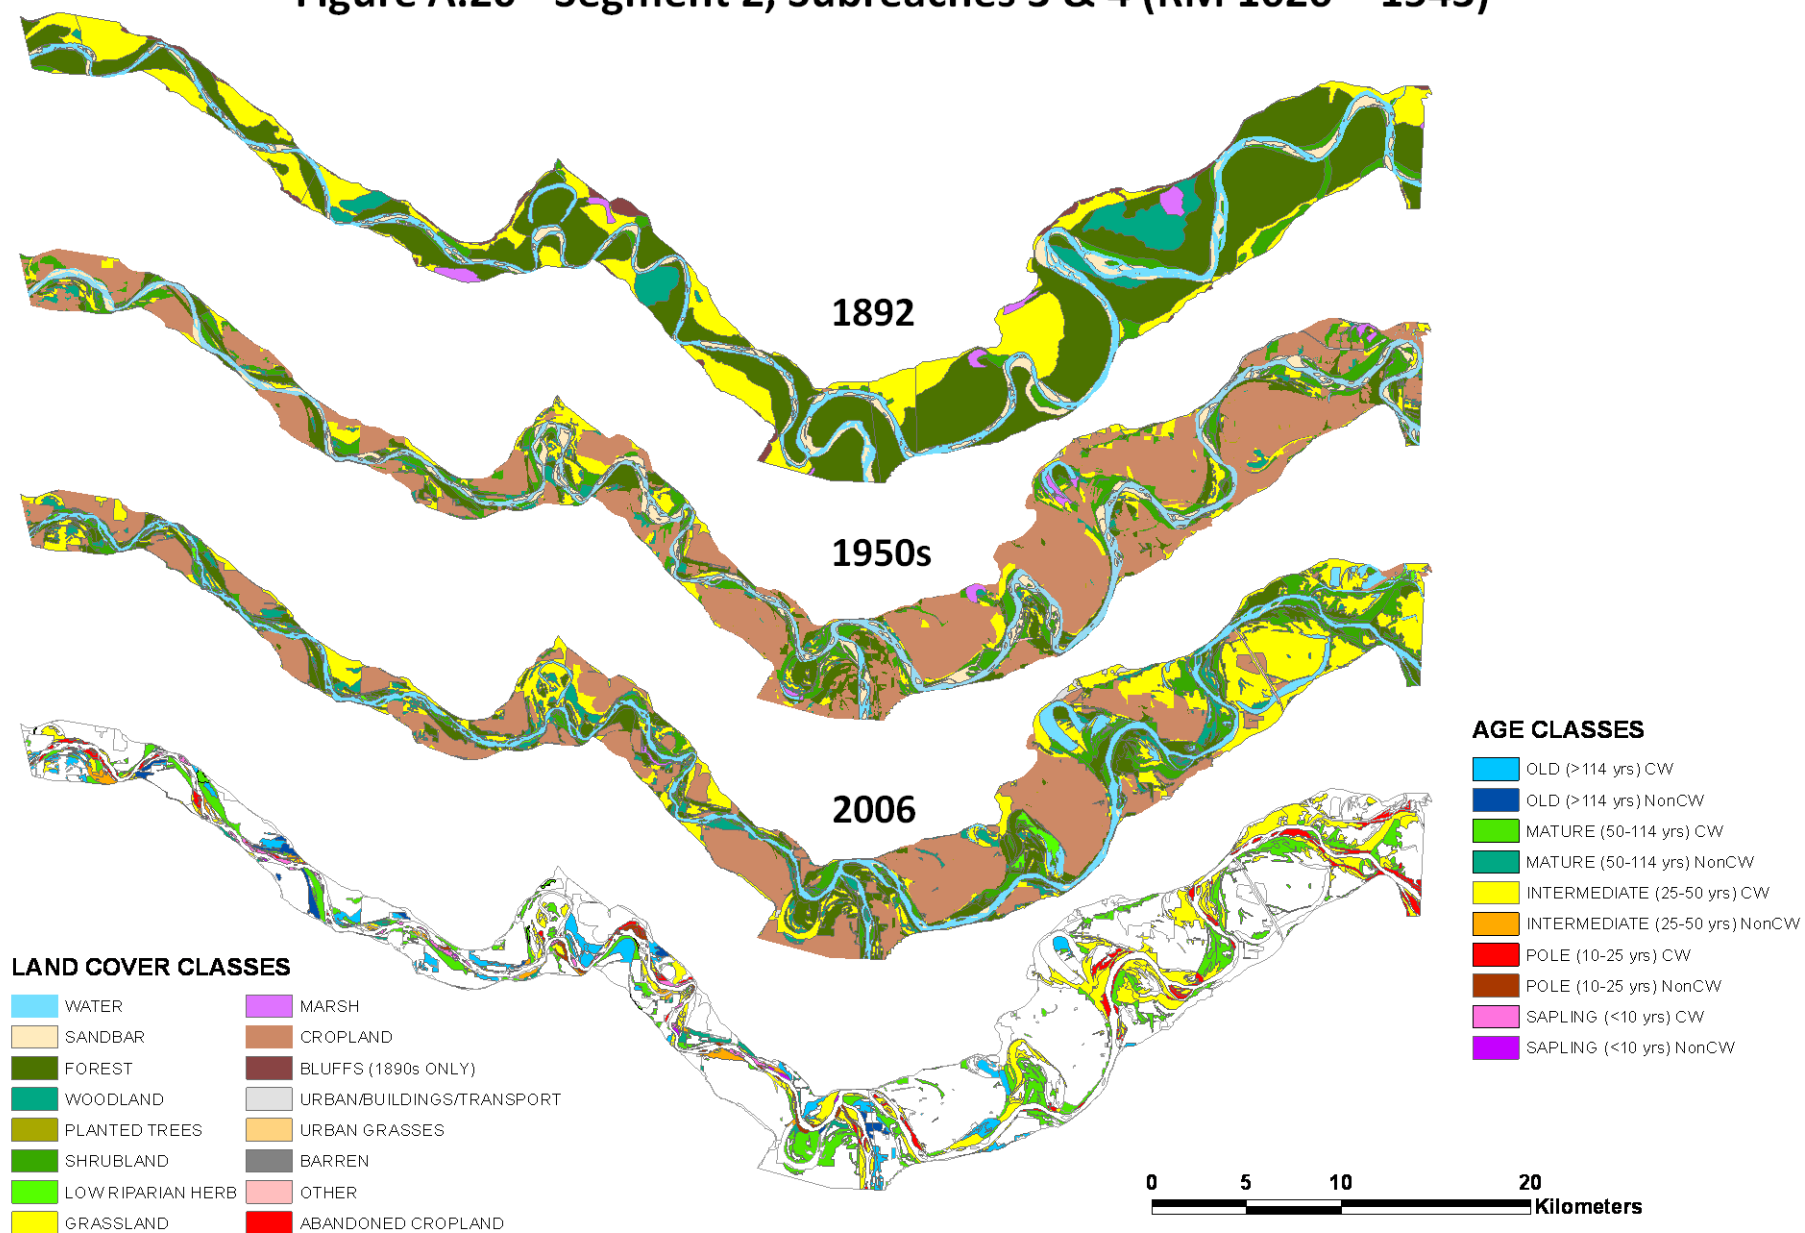 1892
1950s
2006
LAND COVER CLASSES
WATER
SANDBAR
FOREST
WOODLAND
PLANTED TREES
SHRUBLAND
LOW RIPARIAN HERB
GRASSLAND
MARSH
CROPLAND
BLUFFS (1890s ONLY)
URBAN/BUILDINGS/TRANSPORT
URBAN GRASSES
BARREN
OTHER
ABANDONED CROPLAND
AGE CLASSES
OLD (>114 yrs) CW
OLD (>114 yrs) NonCW
MATURE (50-114 yrs) CW
MATURE (50-114 yrs) NonCW
INTERMEDIATE (25-50 yrs) CW
INTERMEDIATE (25-50 yrs) NonCW
POLE (10-25 yrs) CW
POLE (10-25 yrs) NonCW
SAPLING (<10 yrs) CW
SAPLING (<10 yrs) NonCW
0 5 10 20
Kilometers